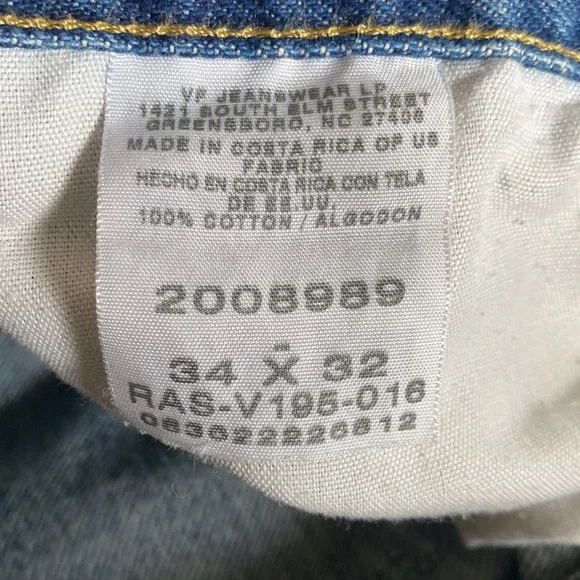 VF JEANSWEAR LP
1421 SOUTH ELM STREET
GREENSBORO, NC 27406
MADE IN COSTA RICA OF US
FABRIC
HECHO EN COSTA RICA CON TELA
DE EE.UU.
100% COTTON / ALGODON
2008989
34 X 32
RAS-V195-016
083622226812